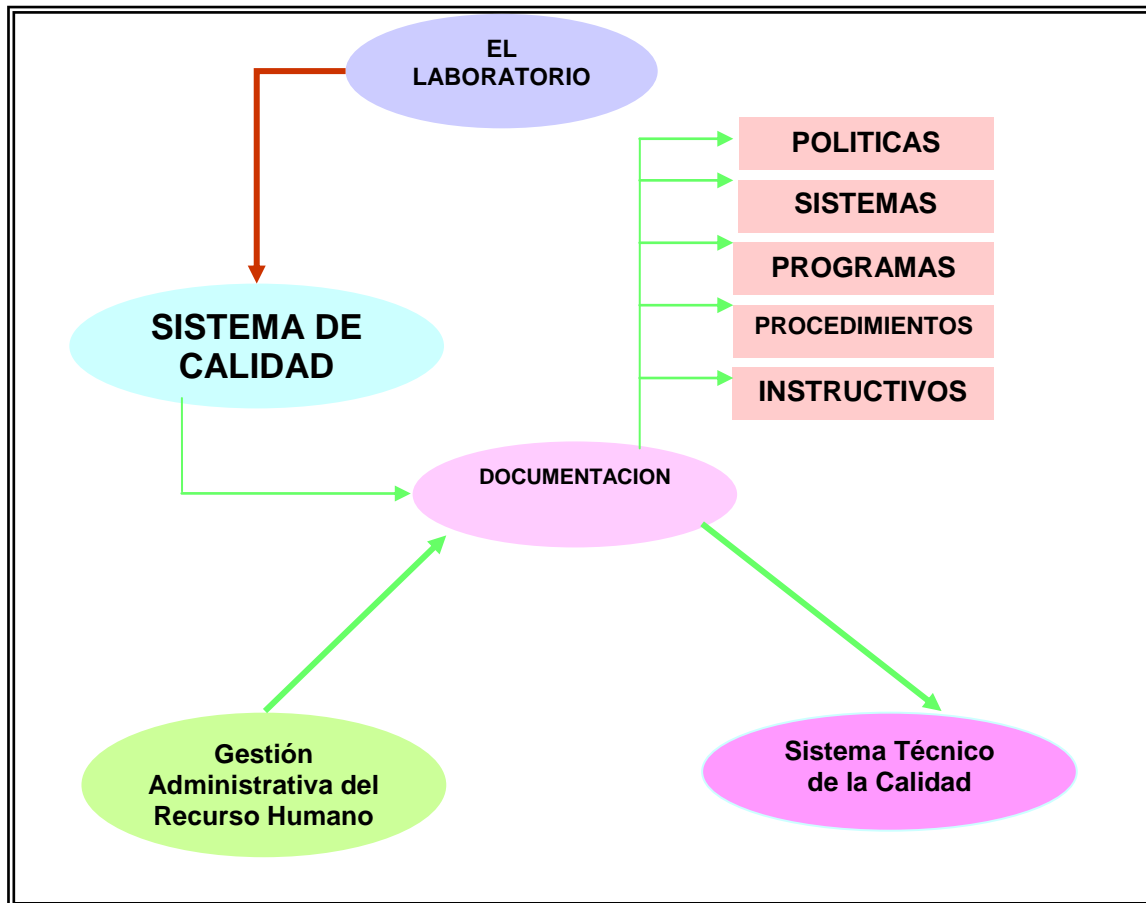 EL
LABORATORIO
POLITICAS
SISTEMAS
PROGRAMAS
PROCEDIMIENTOS
INSTRUCTIVOS
SISTEMA DE
CALIDAD
DOCUMENTACION
Gestión
Administrativa del
Recurso Humano
Sistema Técnico
de la Calidad